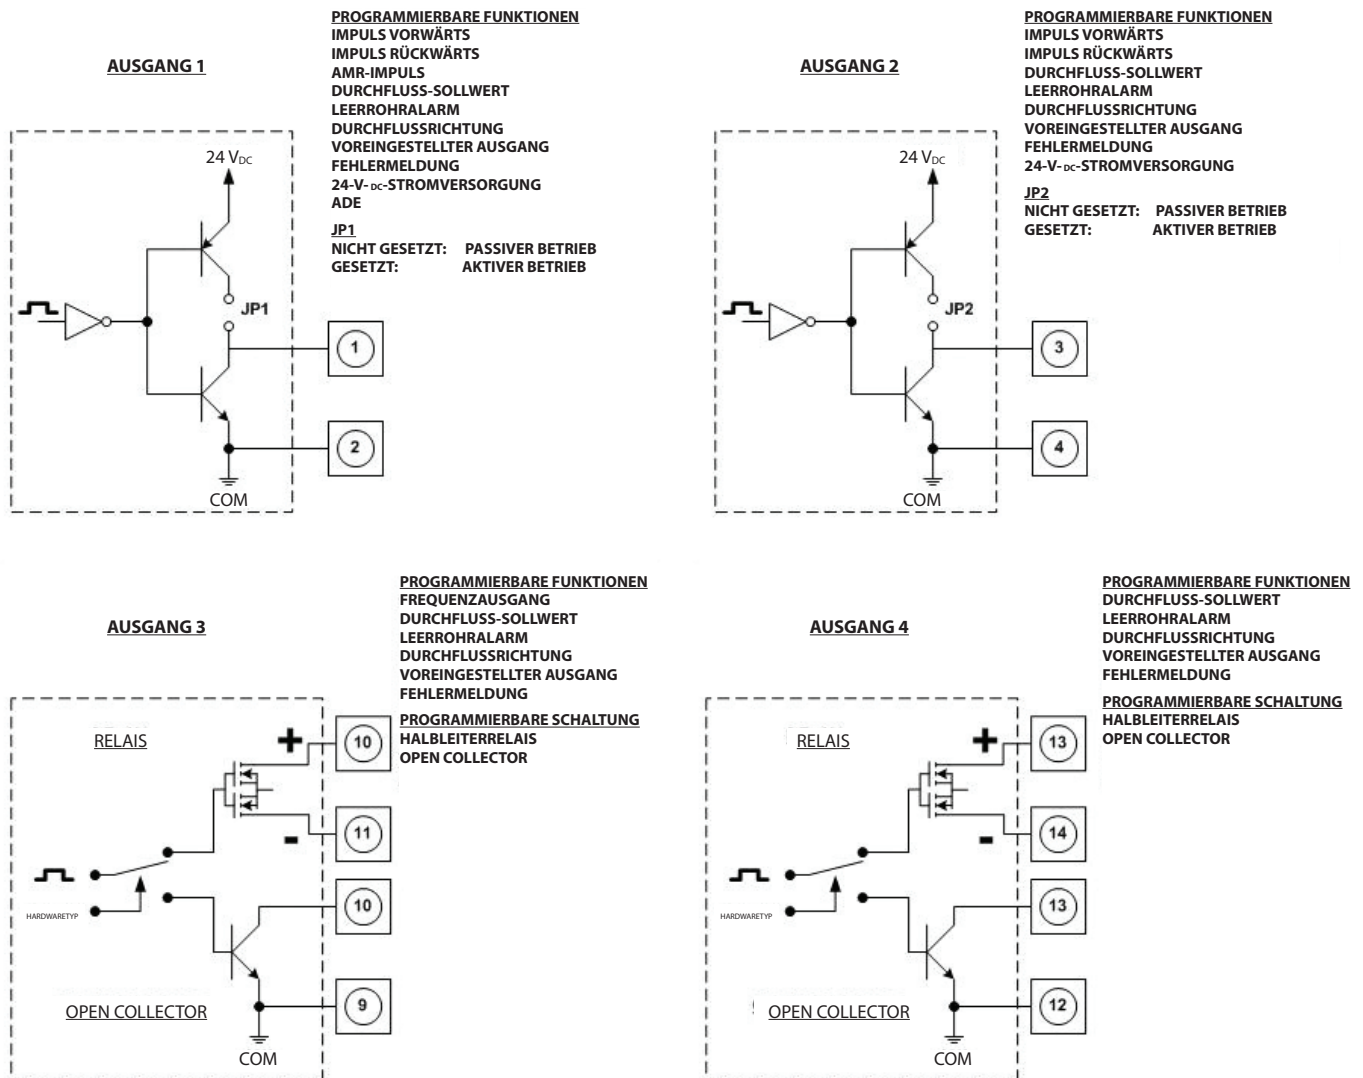 AUSGANG 1
PROGRAMMIERBARE FUNKTIONEN
IMPULS VORWÄRTS
IMPULS RÜCKWÄRTS
AMR-IMPULS
DURCHFLUSS-SOLLWERT
LEERROHRALARM
DURCHFLUSSRICHTUNG
VOREINGESTELLTER AUSGANG
FEHLERMELDUNG
24-V-DC-STROMVERSORGUNG
ADE
JP1
NICHT GESETZT: PASSIVER BETRIEB
GESETZT: AKTIVER BETRIEB
24 VDC
JP1
1
2
COM
AUSGANG 2
PROGRAMMIERBARE FUNKTIONEN
IMPULS VORWÄRTS
IMPULS RÜCKWÄRTS
DURCHFLUSS-SOLLWERT
LEERROHRALARM
DURCHFLUSSRICHTUNG
VOREINGESTELLTER AUSGANG
FEHLERMELDUNG
24-V-DC-STROMVERSORGUNG
JP2
NICHT GESETZT: PASSIVER BETRIEB
GESETZT: AKTIVER BETRIEB
24 VDC
JP2
3
4
COM
AUSGANG 3
PROGRAMMIERBARE FUNKTIONEN
FREQUENZAUSGANG
DURCHFLUSS-SOLLWERT
LEERROHRALARM
DURCHFLUSSRICHTUNG
VOREINGESTELLTER AUSGANG
FEHLERMELDUNG
PROGRAMMIERBARE SCHALTUNG
HALBLEITERRELAIS
OPEN COLLECTOR
RELAIS
+
10
-
11
10
HARDWARETYP
9
OPEN COLLECTOR
COM
AUSGANG 4
PROGRAMMIERBARE FUNKTIONEN
DURCHFLUSS-SOLLWERT
LEERROHRALARM
DURCHFLUSSRICHTUNG
VOREINGESTELLTER AUSGANG
FEHLERMELDUNG
PROGRAMMIERBARE SCHALTUNG
HALBLEITERRELAIS
OPEN COLLECTOR
RELAIS
+
13
-
14
13
HARDWARETYP
12
OPEN COLLECTOR
COM